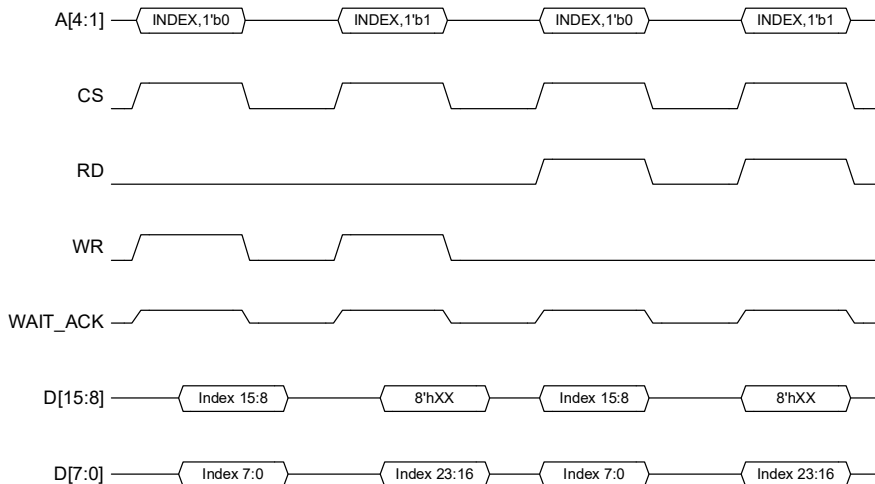 A[4:1] INDEX,1'b0 INDEX,1'b1 INDEX,1'b0 INDEX,1'b1
CS
RD
WR
WAIT_ACK
D[15:8] Index 15:8 8'hXX Index 15:8 8'hXX
D[7:0] Index 7:0 Index 23:16 Index 7:0 Index 23:16